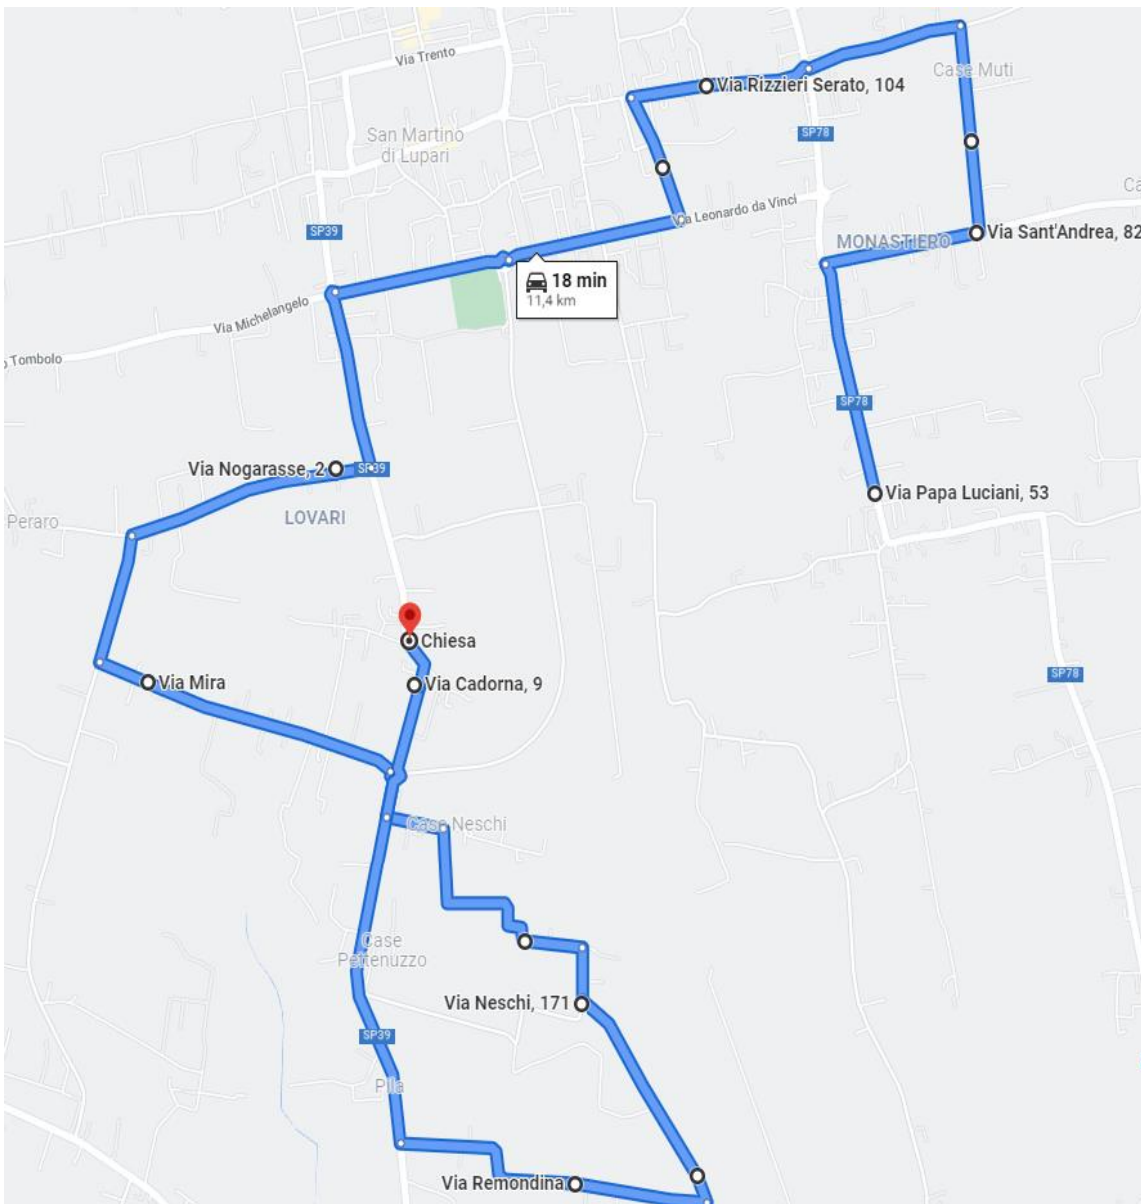 Via Trento
Case Muti
Via Rizzieri Serato, 104
SP78
San Martino
di Lupari
Ca
Via Leonardo da Vinci
SP39
MONASTIERO
Via Sant'Andrea, 82
18 min
11,4 km
Via Michelangelo
o Tombolo
SP78
Via Nogarasse, 2
SP39
Via Papa Luciani, 53
LOVARI
Peraro
Chiesa
SP78
Via Mira
Via Cadorna, 9
Case Neschi
Case
Pettenuzzo
Via Neschi, 171
SP39
Pila
Via Remondina